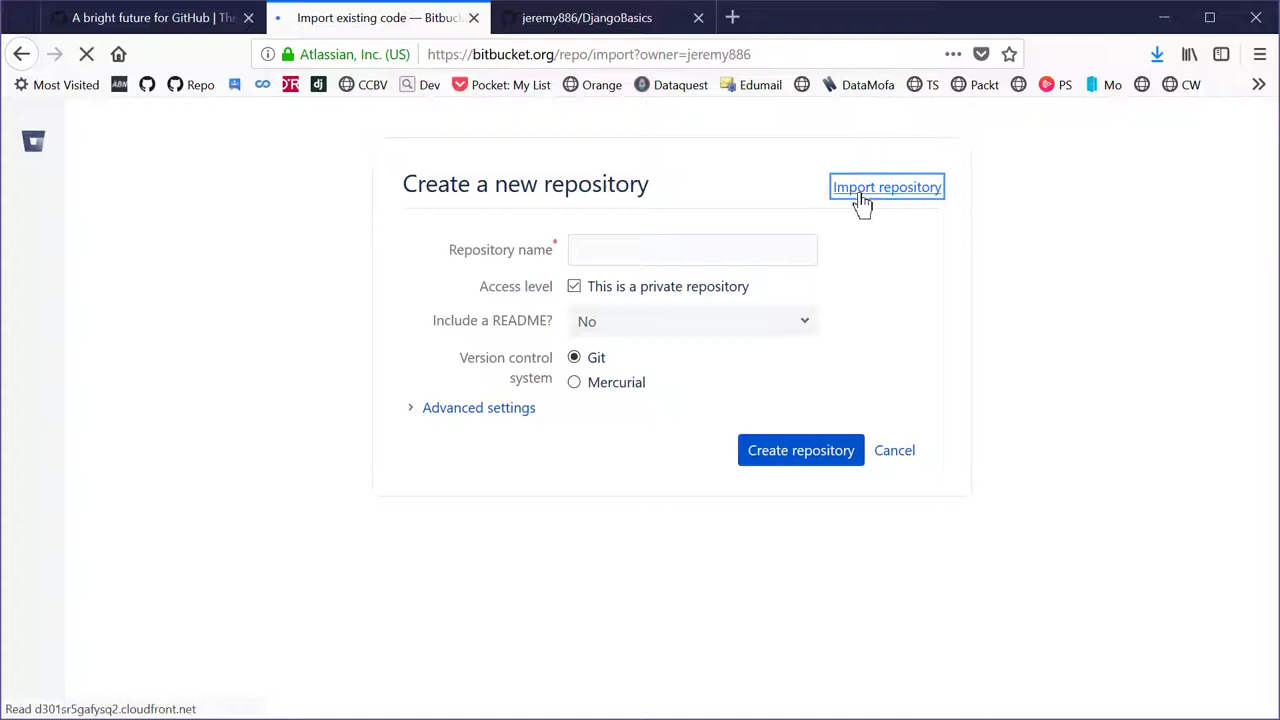 A bright future for GitHub | The
Import existing code — Bitbuck
jeremy886/DjangoBasics
Atlassian, Inc. (US)
https://bitbucket.org/repo/import?owner=jeremy886
Most Visited
ABN
Repo
DR
dj
CCBV
Dev
Pocket: My List
Orange
Dataquest
Edumail
DataMofa
TS
Packt
PS
Mo
CW
Create a new repository
Import repository
Repository name*
Access level
This is a private repository
Include a README?
No
Version control
system
Git
Mercurial
Advanced settings
Create repository
Cancel
Read d301sr5gafysq2.cloudfront.net